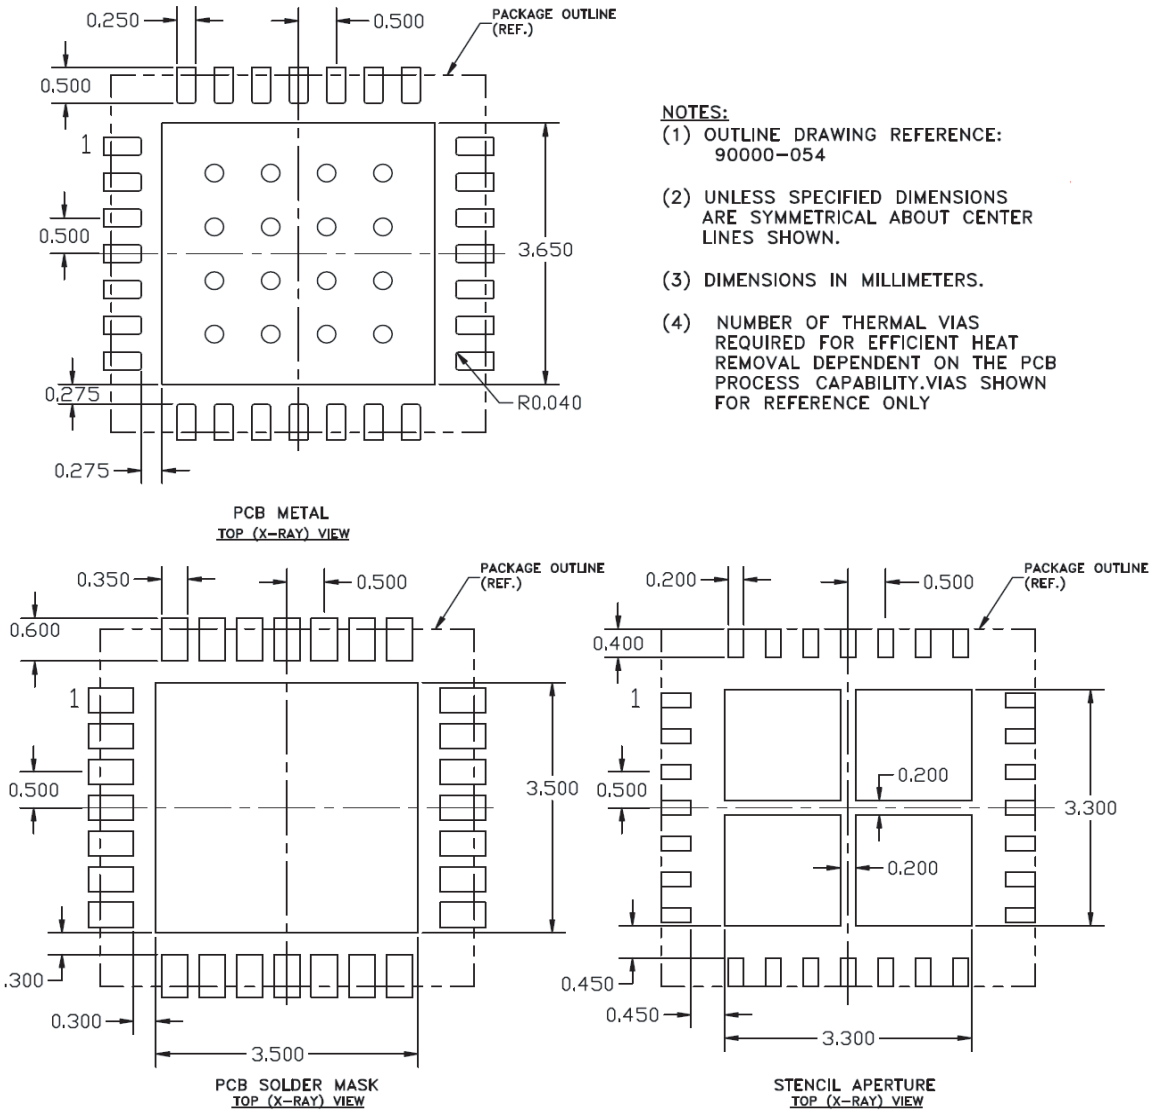 0.250
0.500
PACKAGE OUTLINE
(REF.)
0.500
1
0.500
3.650
0.275
R0.040
0.275
PCB METAL
TOP (X-RAY) VIEW
NOTES:
(1) OUTLINE DRAWING REFERENCE:
90000-054
(2) UNLESS SPECIFIED DIMENSIONS
ARE SYMMETRICAL ABOUT CENTER
LINES SHOWN.
(3) DIMENSIONS IN MILLIMETERS.
(4) NUMBER OF THERMAL VIAS
REQUIRED FOR EFFICIENT HEAT
REMOVAL DEPENDENT ON THE PCB
PROCESS CAPABILITY.VIAS SHOWN
FOR REFERENCE ONLY
0.350
0.500
PACKAGE OUTLINE
(REF.)
0.600
1
0.500
3.500
.300
0.300
3.500
PCB SOLDER MASK
TOP (X-RAY) VIEW
0.200
0.500
PACKAGE OUTLINE
(REF.)
0.400
1
0.500
0.200
3.300
0.200
0.450
0.450
3.300
STENCIL APERTURE
TOP (X-RAY) VIEW